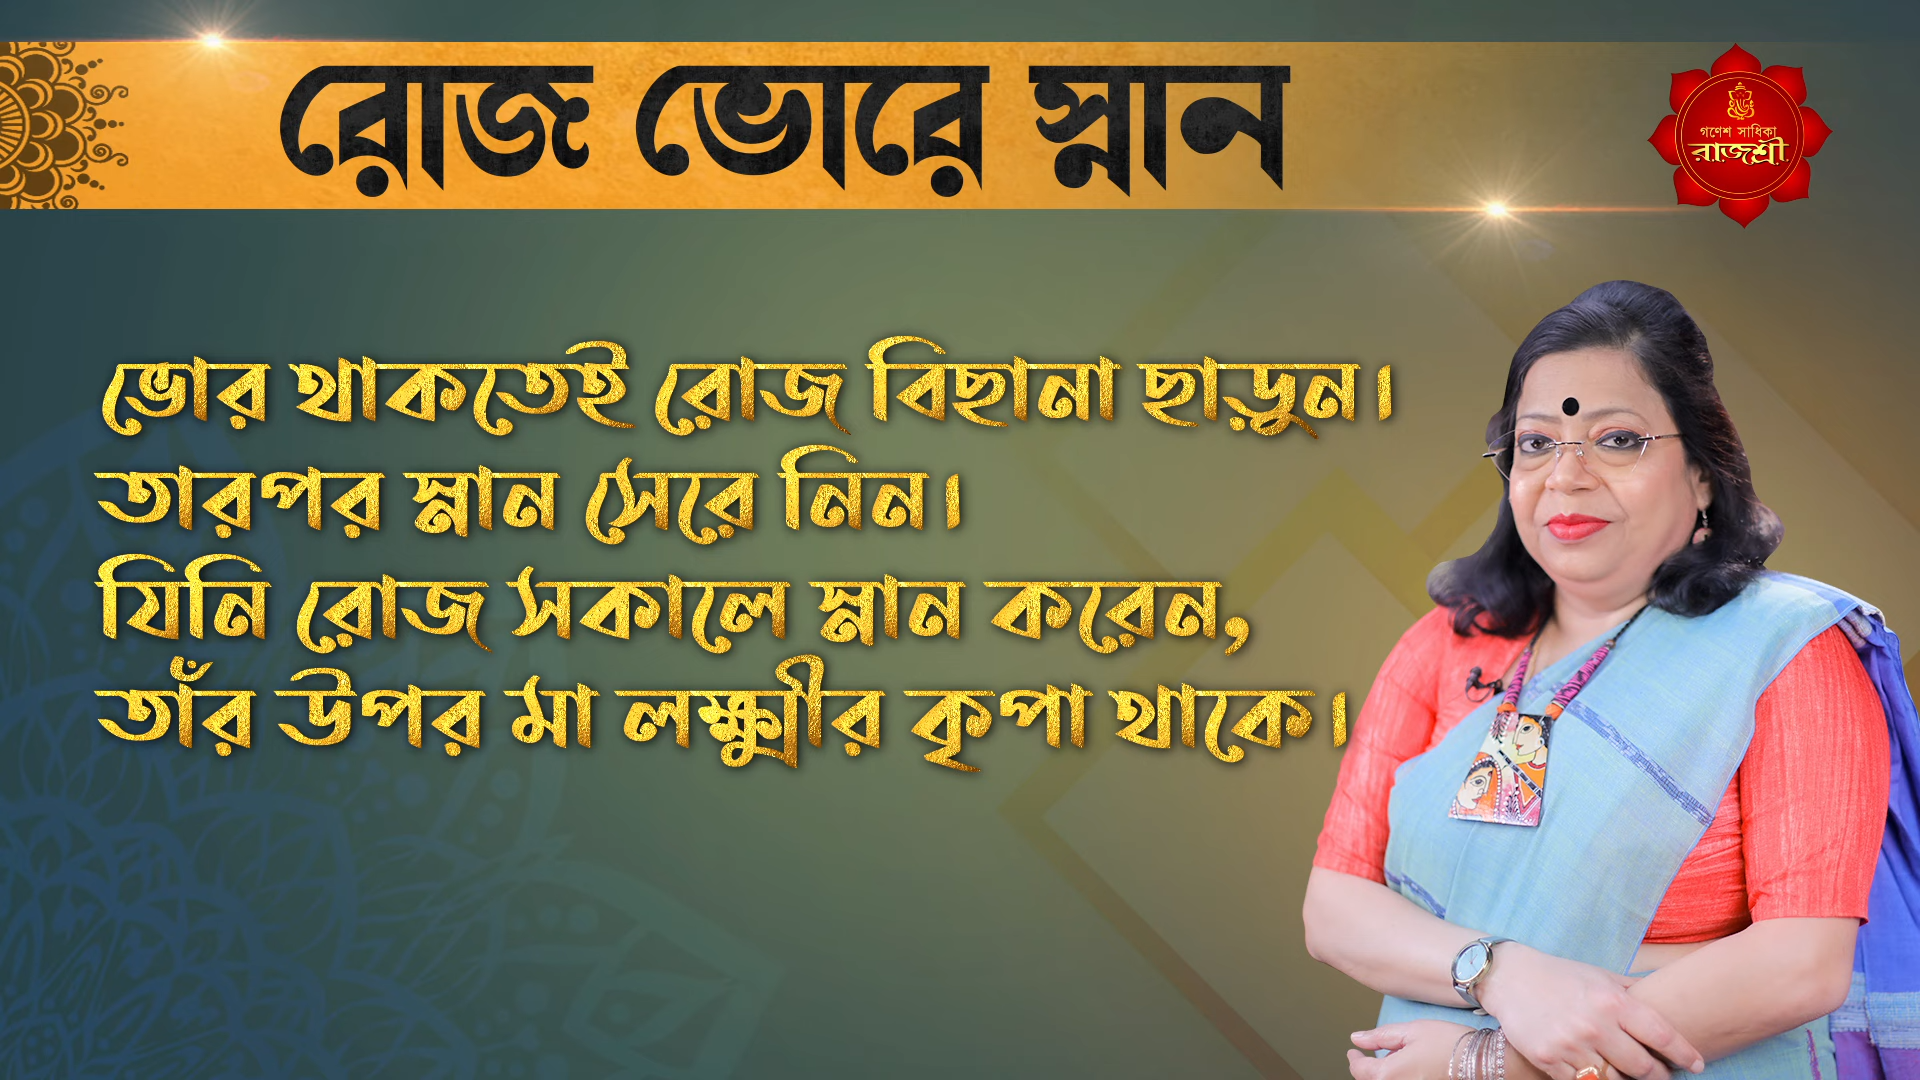 রোজ ভোরে স্নান
গণেশ সাধিকা
রাজশ্রী
ভোর থাকতেই রোজ বিছানা ছাড়ুন।
তারপর স্নান সেরে নিন।
যিনি রোজ সকালে স্নান করেন,
তাঁর উপর মা লক্ষ্মীর কৃপা থাকে।